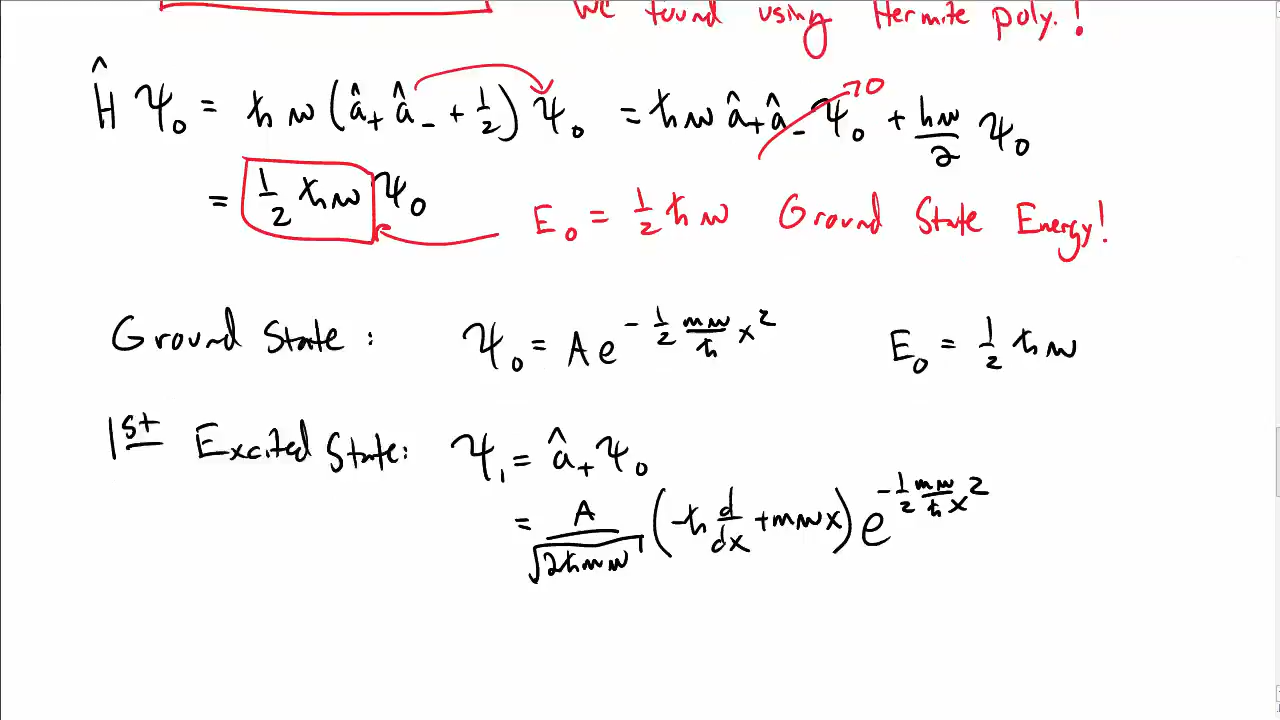 We found using Hermite poly.!
Ĥ Ψ₀ = ħω (â₊ â₋ + 1/2) Ψ₀ = ħω â₊ â₋ Ψ₀ →0 + ħω/2 Ψ₀
= 1/2 ħω Ψ₀ E₀ = 1/2 ħω Ground State Energy!
Ground State : Ψ₀ = A e^(-1/2 mω/ħ x²) E₀ = 1/2 ħω
1st Excited State: Ψ₁ = â₊ Ψ₀
= A/√(2ħmω) (-ħ d/dx + mωx) e^(-1/2 mω/ħ x²)